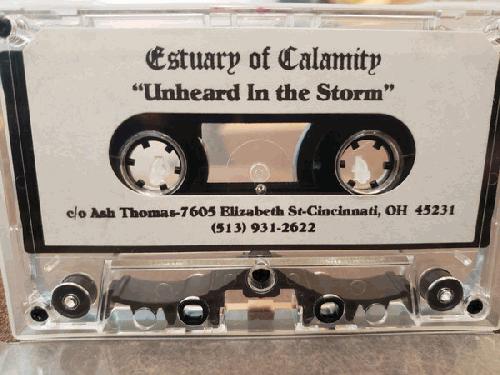 Estuary of Calamity
"Unheard In the Storm"
c/o Ash Thomas-7605 Elizabeth St-Cincinnati, OH 45231
(513) 931-2622